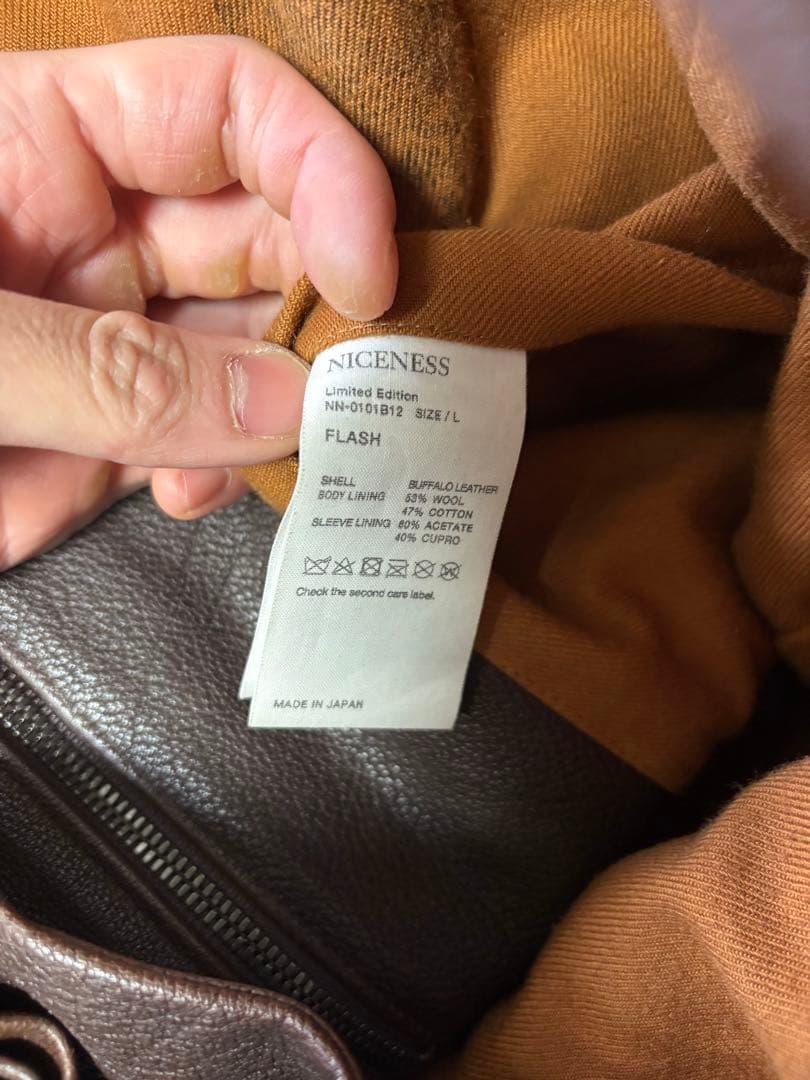 NICENESS
Limited Edition
NN-0101B12 SIZE / L
FLASH
SHELL BUFFALO LEATHER
BODY LINING 53% WOOL
47% COTTON
SLEEVE LINING 60% ACETATE
40% CUPRO
Check the second care label.
MADE IN JAPAN